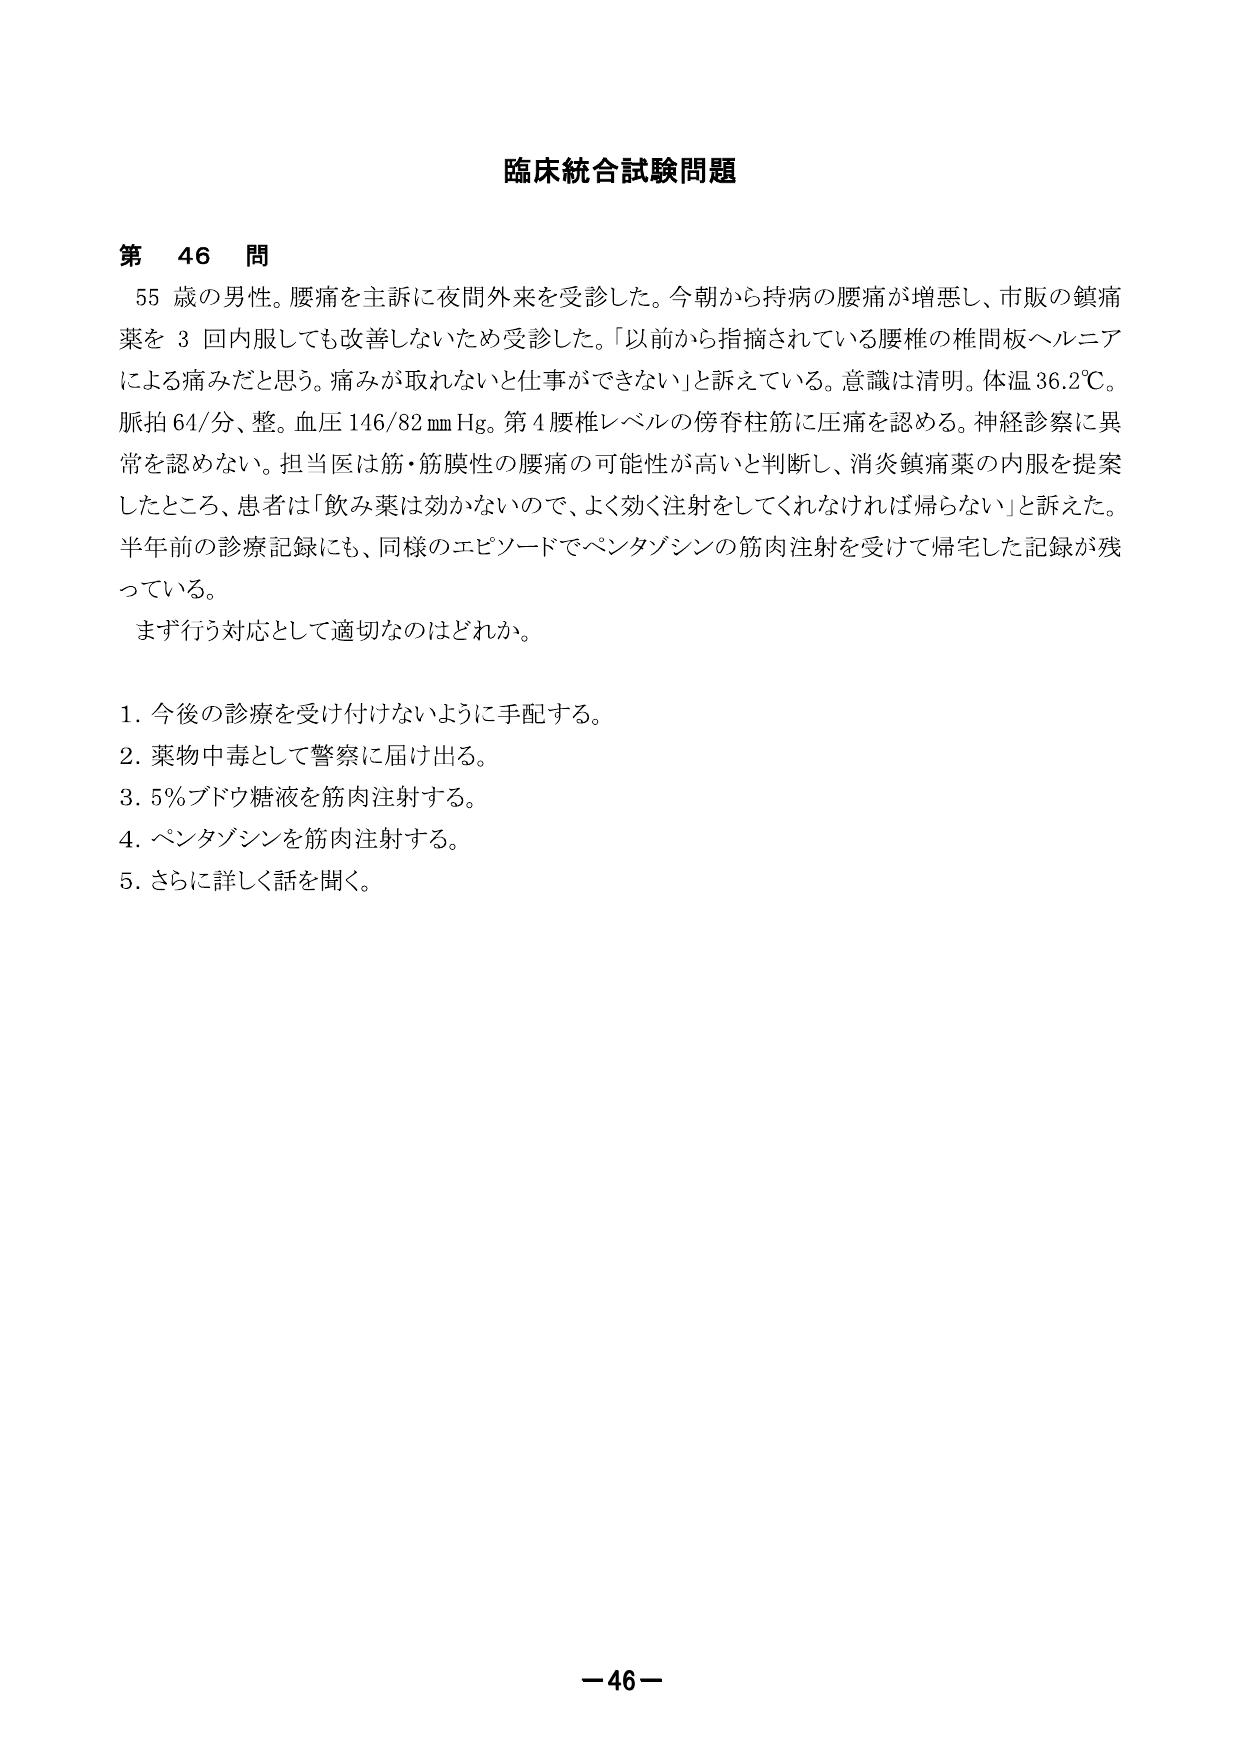 臨床統合試験問題
第 46 問
55 歳の男性。腰痛を主訴に夜間外来を受診した。今朝から持病の腰痛が増悪し、市販の鎮痛
薬を 3 回内服しても改善しないため受診した。「以前から指摘されている腰椎の椎間板ヘルニア
による痛みだと思う。痛みが取れないと仕事ができない」と訴えている。意識は清明。体温 36.2℃。
脈拍 64/分、整。血圧 146/82 ㎜ Hg。第 4 腰椎レベルの傍脊柱筋に圧痛を認める。神経診察に異
常を認めない。担当医は筋・筋膜性の腰痛の可能性が高いと判断し、消炎鎮痛薬の内服を提案
したところ、患者は「飲み薬は効かないので、よく効く注射をしてくれなければ帰らない」と訴えた。
半年前の診療記録にも、同様のエピソードでペンタゾシンの筋肉注射を受けて帰宅した記録が残
っている。
まず行う対応として適切なのはどれか。
1. 今後の診療を受け付けないように手配する。
2. 薬物中毒として警察に届け出る。
3. 5%ブドウ糖液を筋肉注射する。
4. ペンタゾシンを筋肉注射する。
5. さらに詳しく話を聞く。
－46－